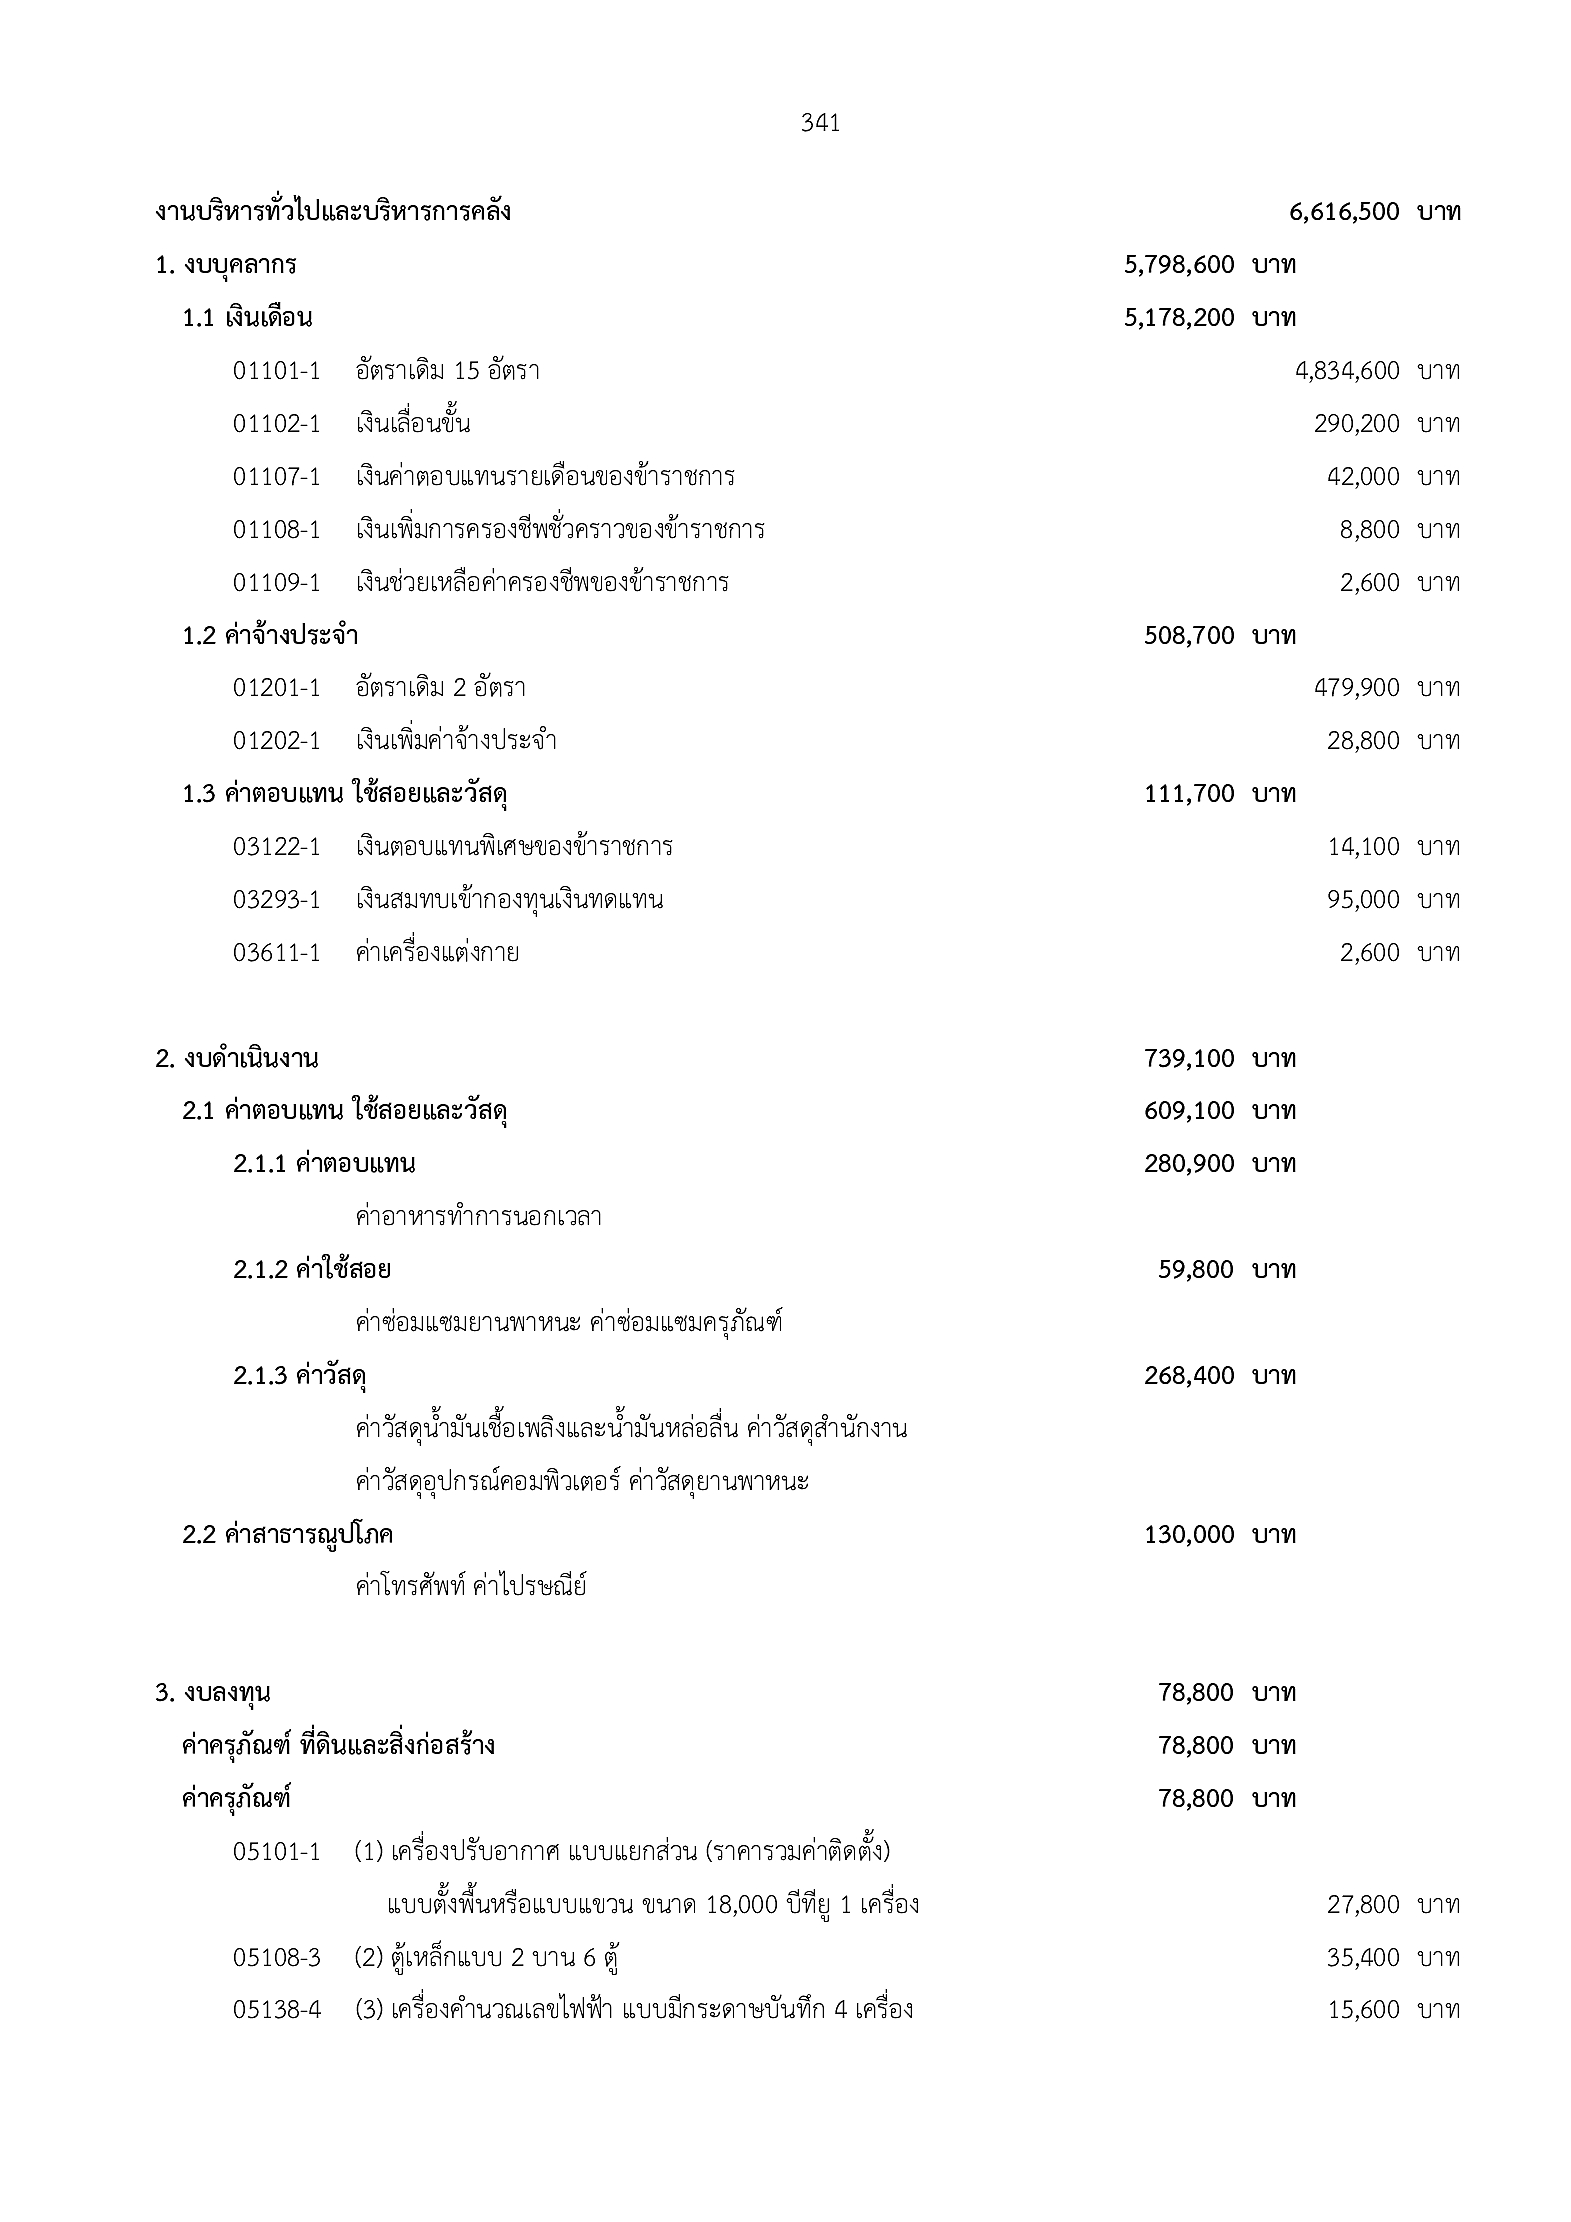 341
งานบริหารทั่วไปและบริหารการคลัง 6,616,500 บาท
1. งบบุคลากร 5,798,600 บาท
1.1 เงินเดือน 5,178,200 บาท
01101-1 อัตราเดิม 15 อัตรา 4,834,600 บาท
01102-1 เงินเลื่อนขั้น 290,200 บาท
01107-1 เงินค่าตอบแทนรายเดือนของข้าราชการ 42,000 บาท
01108-1 เงินเพิ่มการครองชีพชั่วคราวของข้าราชการ 8,800 บาท
01109-1 เงินช่วยเหลือค่าครองชีพของข้าราชการ 2,600 บาท
1.2 ค่าจ้างประจำ 508,700 บาท
01201-1 อัตราเดิม 2 อัตรา 479,900 บาท
01202-1 เงินเพิ่มค่าจ้างประจำ 28,800 บาท
1.3 ค่าตอบแทน ใช้สอยและวัสดุ 111,700 บาท
03122-1 เงินตอบแทนพิเศษของข้าราชการ 14,100 บาท
03293-1 เงินสมทบเข้ากองทุนเงินทดแทน 95,000 บาท
03611-1 ค่าเครื่องแต่งกาย 2,600 บาท
2. งบดำเนินงาน 739,100 บาท
2.1 ค่าตอบแทน ใช้สอยและวัสดุ 609,100 บาท
2.1.1 ค่าตอบแทน 280,900 บาท
ค่าอาหารทำการนอกเวลา
2.1.2 ค่าใช้สอย 59,800 บาท
ค่าซ่อมแซมยานพาหนะ ค่าซ่อมแซมครุภัณฑ์
2.1.3 ค่าวัสดุ 268,400 บาท
ค่าวัสดุน้ำมันเชื้อเพลิงและน้ำมันหล่อลื่น ค่าวัสดุสำนักงาน
ค่าวัสดุอุปกรณ์คอมพิวเตอร์ ค่าวัสดุยานพาหนะ
2.2 ค่าสาธารณูปโภค 130,000 บาท
ค่าโทรศัพท์ ค่าไปรษณีย์
3. งบลงทุน 78,800 บาท
ค่าครุภัณฑ์ ที่ดินและสิ่งก่อสร้าง 78,800 บาท
ค่าครุภัณฑ์ 78,800 บาท
05101-1 (1) เครื่องปรับอากาศ แบบแยกส่วน (ราคารวมค่าติดตั้ง)
แบบตั้งพื้นหรือแบบแขวน ขนาด 18,000 บีทียู 1 เครื่อง 27,800 บาท
05108-3 (2) ตู้เหล็กแบบ 2 บาน 6 ตู้ 35,400 บาท
05138-4 (3) เครื่องคำนวณเลขไฟฟ้า แบบมีกระดาษบันทึก 4 เครื่อง 15,600 บาท